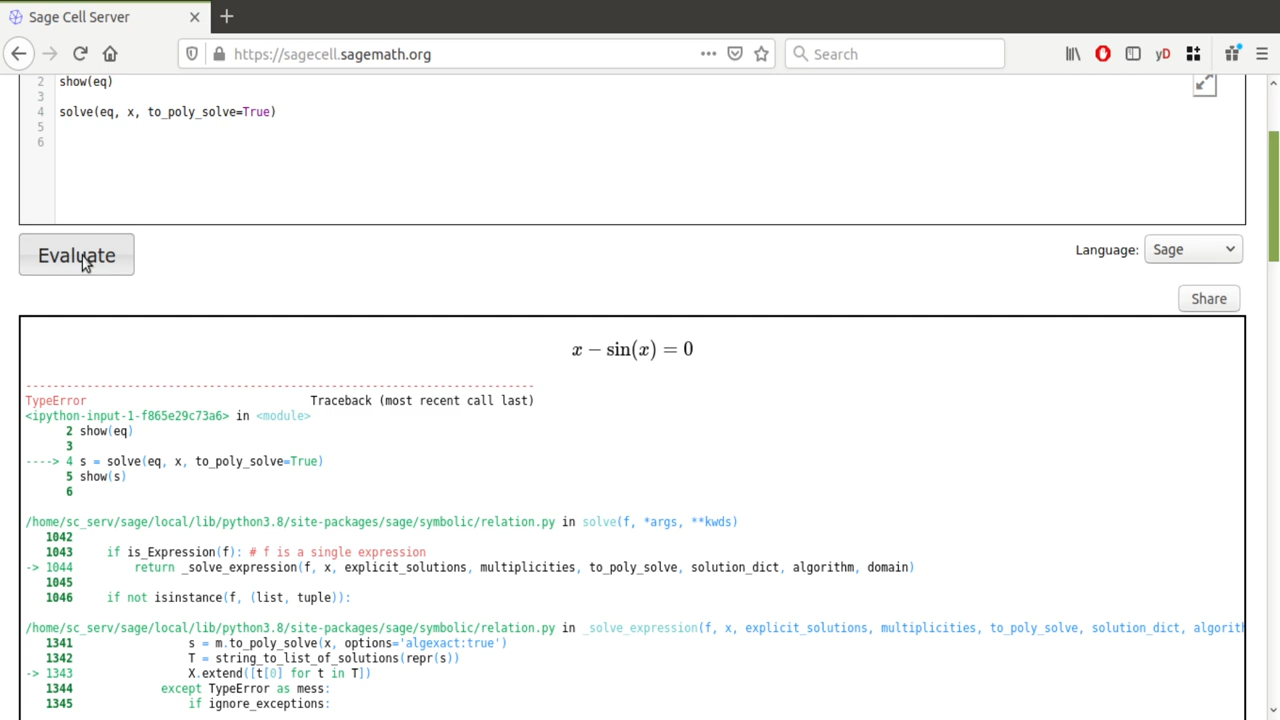 Sage Cell Server
https://sagecell.sagemath.org
Search
yD
2 show(eq)
3
4 solve(eq, x, to_poly_solve=True)
5
6
Evaluate
Language: Sage
Share
x − sin(x) = 0
---------------------------------------------------------------------------
TypeError Traceback (most recent call last)
<ipython-input-1-f865e29c73a6> in <module>
2 show(eq)
3
----> 4 s = solve(eq, x, to_poly_solve=True)
5 show(s)
6
/home/sc_serv/sage/local/lib/python3.8/site-packages/sage/symbolic/relation.py in solve(f, *args, **kwds)
1042
1043 if is_Expression(f): # f is a single expression
-> 1044 return _solve_expression(f, x, explicit_solutions, multiplicities, to_poly_solve, solution_dict, algorithm, domain)
1045
1046 if not isinstance(f, (list, tuple)):
/home/sc_serv/sage/local/lib/python3.8/site-packages/sage/symbolic/relation.py in _solve_expression(f, x, explicit_solutions, multiplicities, to_poly_solve, solution_dict, algorith
1341 s = m.to_poly_solve(x, options='algexact:true')
1342 T = string_to_list_of_solutions(repr(s))
-> 1343 X.extend([t[0] for t in T])
1344 except TypeError as mess:
1345 if ignore_exceptions: